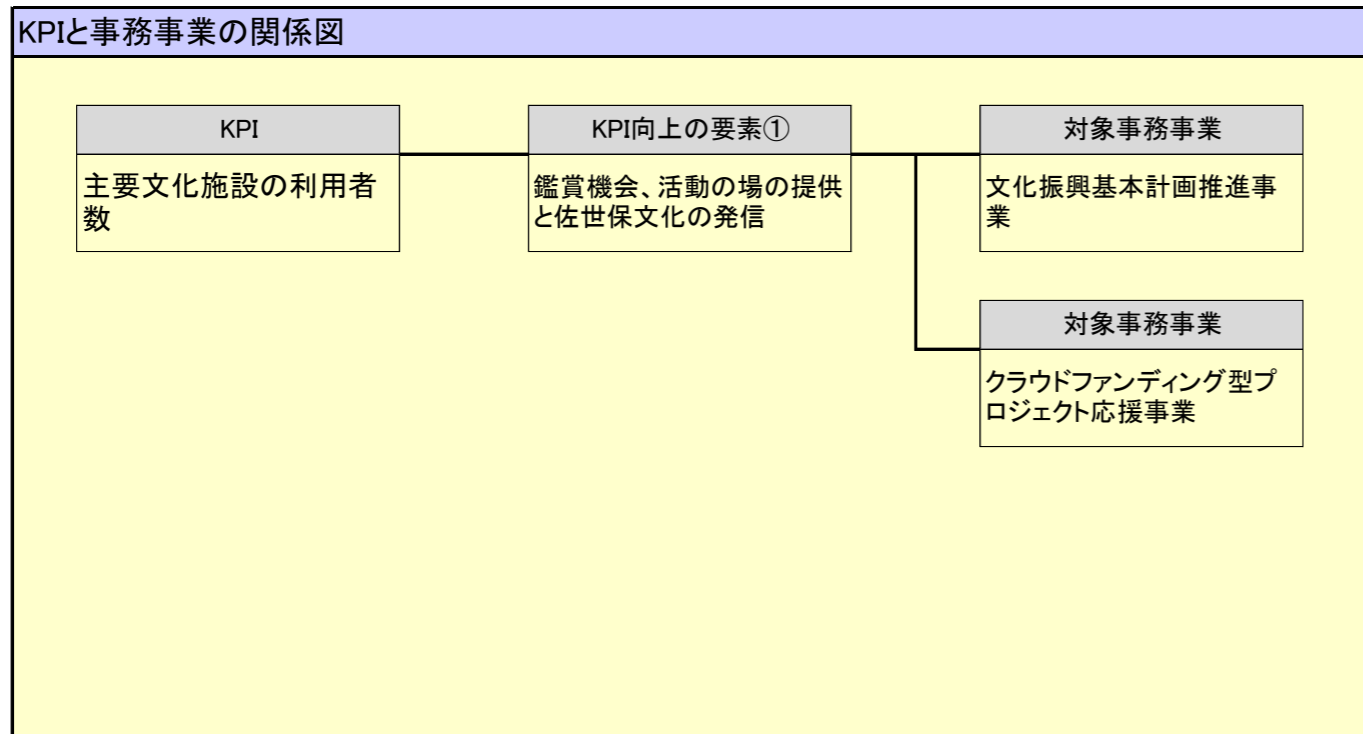 KPIと事務事業の関係図
KPI
主要文化施設の利用者
数
KPI向上の要素①
鑑賞機会、活動の場の提供
と佐世保文化の発信
対象事務事業
文化振興基本計画推進事
業
対象事務事業
クラウドファンディング型プ
ロジェクト応援事業